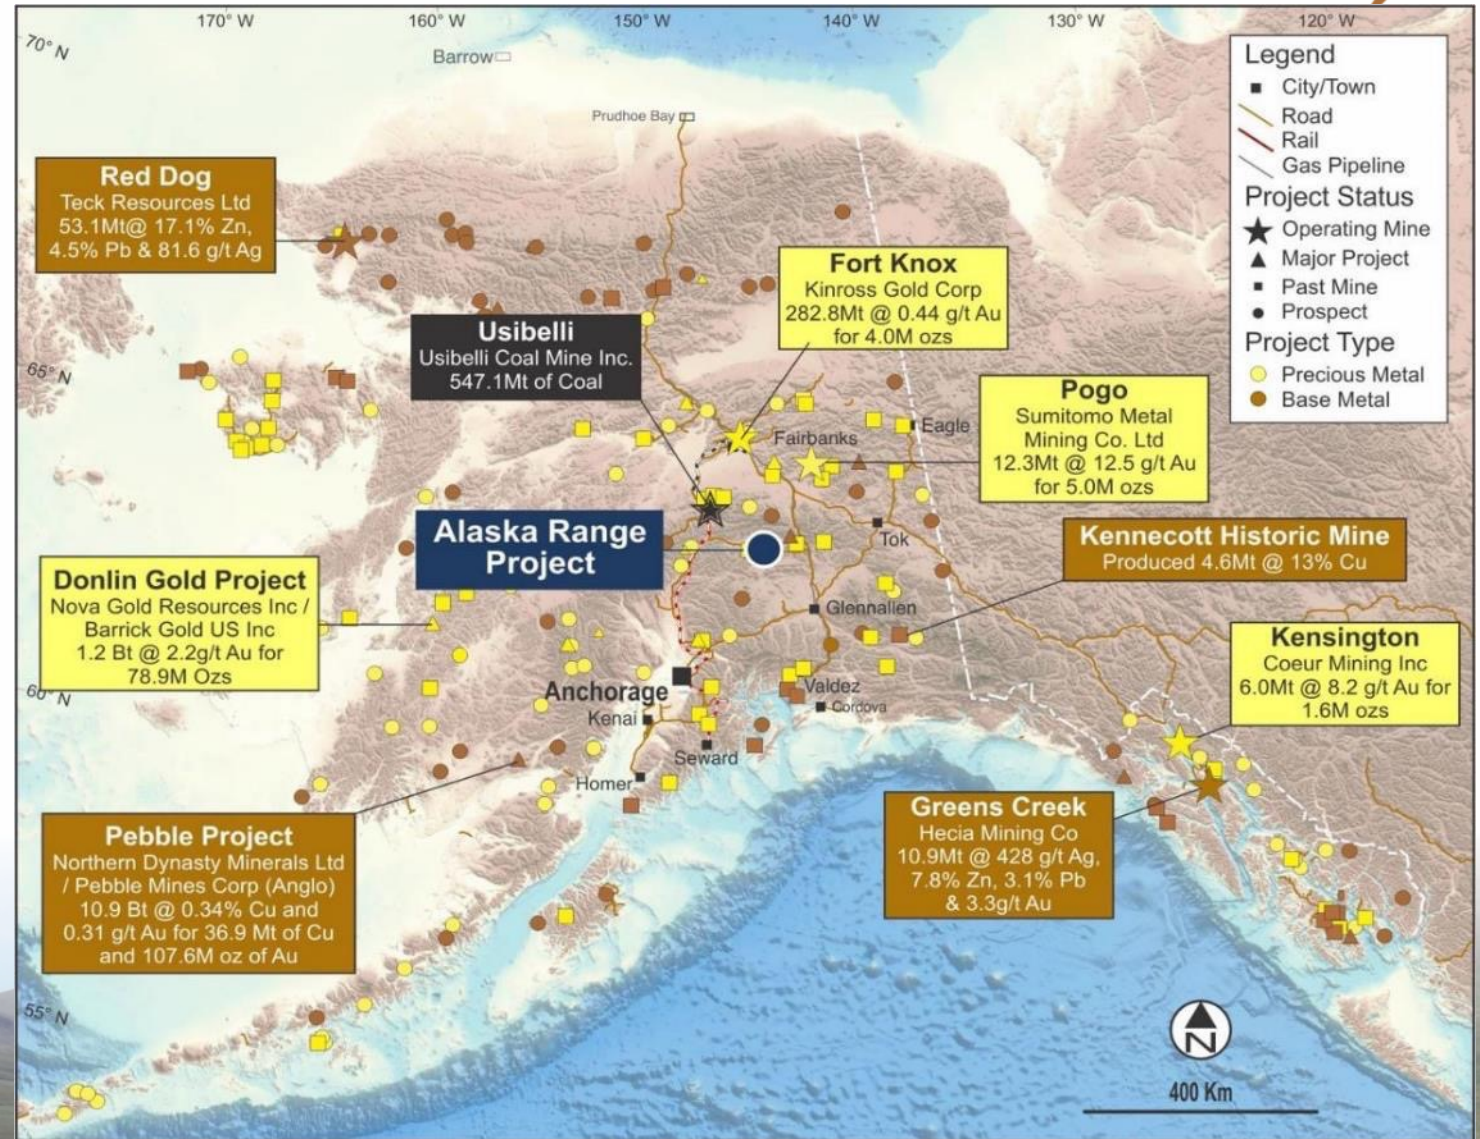 170° W
160° W
150° W
140° W
130° W
120° W
70° N
65° N
60° N
55° N
Barrow
Prudhoe Bay
Legend
City/Town
Road
Rail
Gas Pipeline
Project Status
Operating Mine
Major Project
Past Mine
Prospect
Project Type
Precious Metal
Base Metal
Red Dog
Teck Resources Ltd
53.1Mt@ 17.1% Zn,
4.5% Pb & 81.6 g/t Ag
Fort Knox
Kinross Gold Corp
282.8Mt @ 0.44 g/t Au
for 4.0M ozs
Usibelli
Usibelli Coal Mine Inc.
547.1Mt of Coal
Pogo
Sumitomo Metal
Mining Co. Ltd
12.3Mt @ 12.5 g/t Au
for 5.0M ozs
Eagle
Fairbanks
Alaska Range
Project
Tok
Kennecott Historic Mine
Produced 4.6Mt @ 13% Cu
Donlin Gold Project
Nova Gold Resources Inc /
Barrick Gold US Inc
1.2 Bt @ 2.2g/t Au for
78.9M Ozs
Glennallen
Kensington
Coeur Mining Inc
6.0Mt @ 8.2 g/t Au for
1.6M ozs
Anchorage
Valdez
Cordova
Kenai
Seward
Homer
Pebble Project
Northern Dynasty Minerals Ltd
/ Pebble Mines Corp (Anglo)
10.9 Bt @ 0.34% Cu and
0.31 g/t Au for 36.9 Mt of Cu
and 107.6M oz of Au
Greens Creek
Hecla Mining Co
10.9Mt @ 428 g/t Ag,
7.8% Zn, 3.1% Pb
& 3.3g/t Au
N
400 Km